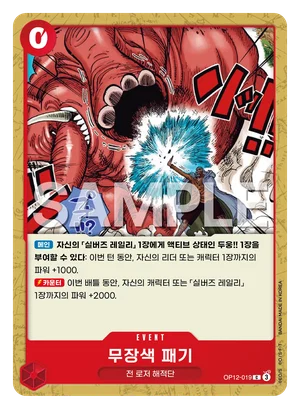 0
SAMPLE
메인 자신의 「실버즈 레일리」 1장에게 액티브 상태인 두웅!! 1장을
부여할 수 있다: 이번 턴 동안, 자신의 리더 또는 캐릭터 1장까지의
파워 +1000.
카운터 이번 배틀 동안, 자신의 캐릭터 또는 「실버즈 레일리」
1장까지의 파워 +2000.
EVENT
무장색 패기
전 로저 해적단
OP12-019 R 3